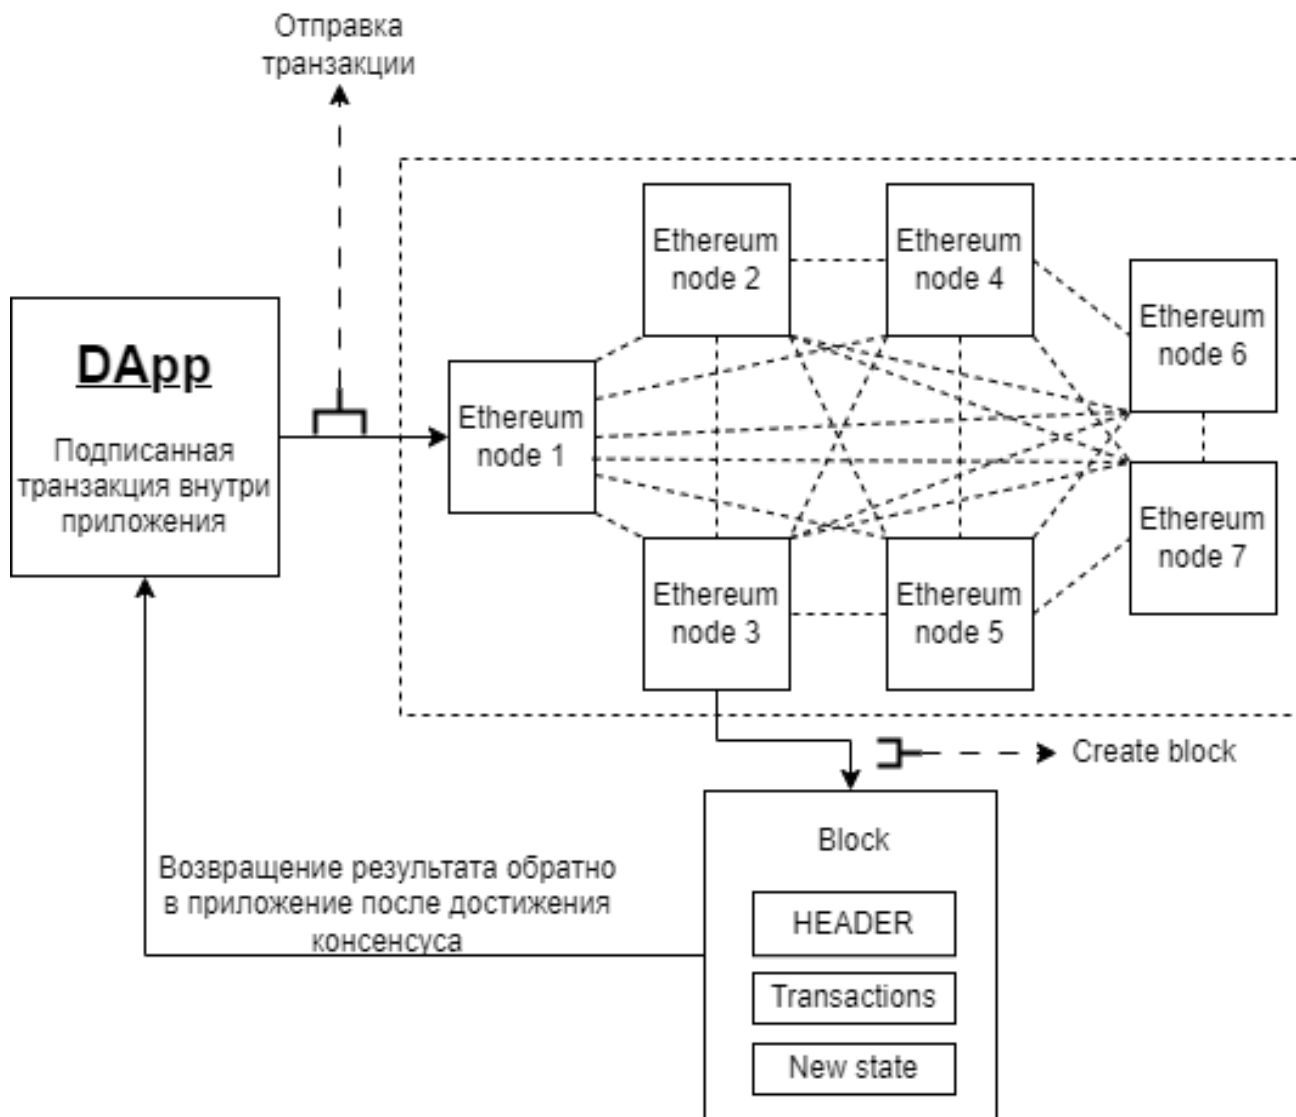 Отправка
транзакции
DApp
Подписанная
транзакция внутри
приложения
Ethereum
node 1
Ethereum
node 2
Ethereum
node 4
Ethereum
node 6
Ethereum
node 3
Ethereum
node 5
Ethereum
node 7
Create block
Block
HEADER
Transactions
New state
Возвращение результата обратно
в приложение после достижения
консенсуса